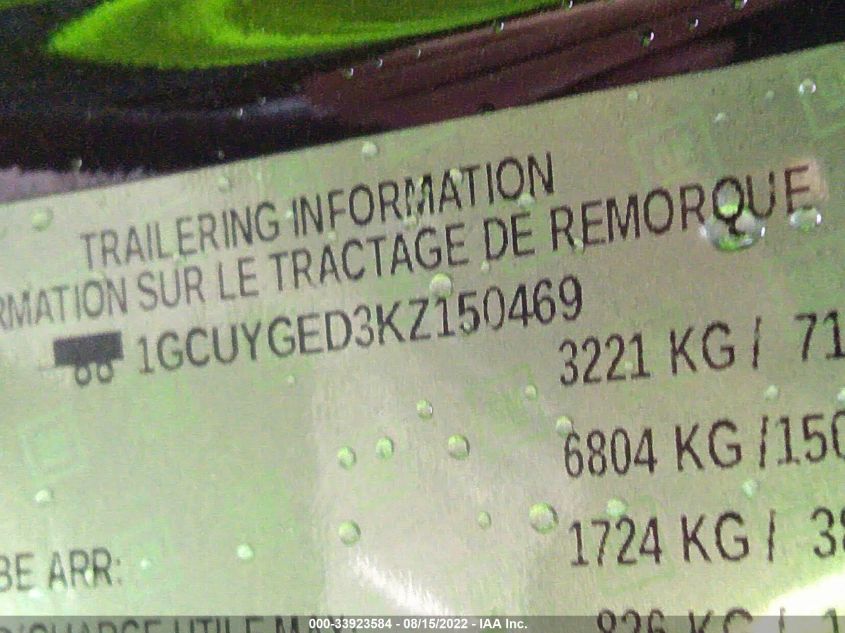 TRAILERING INFORMATION
RMATION SUR LE TRACTAGE DE REMORQUE
1GCUYGED3KZ150469
3221 KG / 71
6804 KG /150
1724 KG / 38
BE ARR:
000-33923584 - 08/15/2022 - IAA Inc.